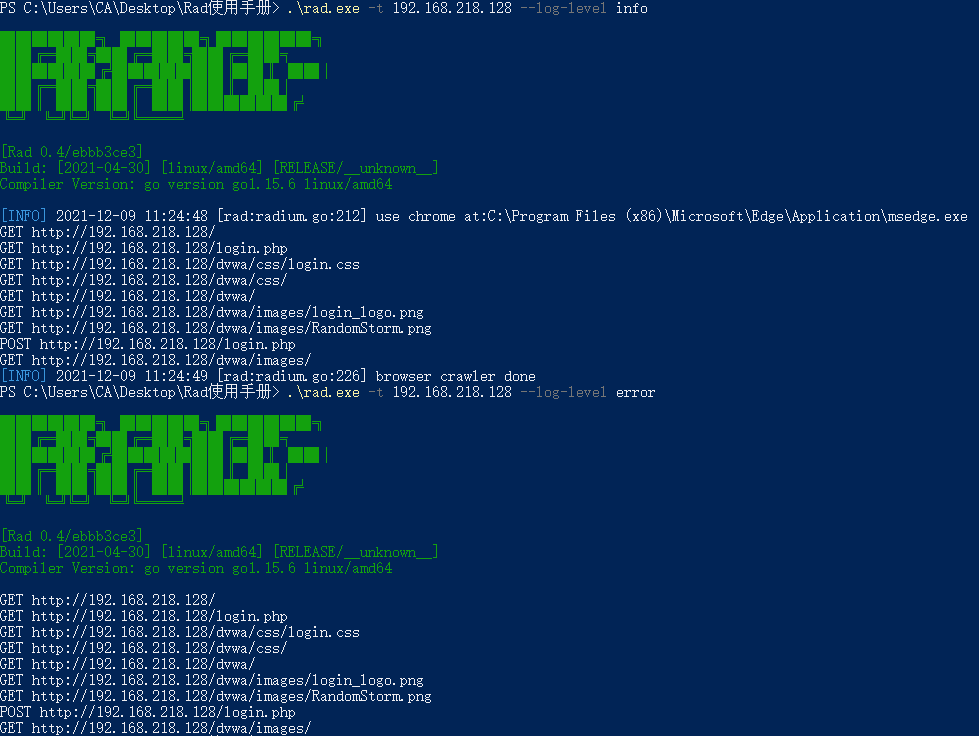 PS C:\Users\CA\Desktop\Rad使用手册> .\rad.exe -t 192.168.218.128 --log-level info
[Rad 0.4/ebbb3ce3]
Build: [2021-04-30] [linux/amd64] [RELEASE/__unknown__]
Compiler Version: go version go1.15.6 linux/amd64
[INFO] 2021-12-09 11:24:48 [rad:radium.go:212] use chrome at:C:\Program Files (x86)\Microsoft\Edge\Application\msedge.exe
GET http://192.168.218.128/
GET http://192.168.218.128/login.php
GET http://192.168.218.128/dvwa/css/login.css
GET http://192.168.218.128/dvwa/css/
GET http://192.168.218.128/dvwa/
GET http://192.168.218.128/dvwa/images/login_logo.png
GET http://192.168.218.128/dvwa/images/RandomStorm.png
POST http://192.168.218.128/login.php
GET http://192.168.218.128/dvwa/images/
[INFO] 2021-12-09 11:24:49 [rad:radium.go:226] browser crawler done
PS C:\Users\CA\Desktop\Rad使用手册> .\rad.exe -t 192.168.218.128 --log-level error
[Rad 0.4/ebbb3ce3]
Build: [2021-04-30] [linux/amd64] [RELEASE/__unknown__]
Compiler Version: go version go1.15.6 linux/amd64
GET http://192.168.218.128/
GET http://192.168.218.128/login.php
GET http://192.168.218.128/dvwa/css/login.css
GET http://192.168.218.128/dvwa/css/
GET http://192.168.218.128/dvwa/
GET http://192.168.218.128/dvwa/images/login_logo.png
GET http://192.168.218.128/dvwa/images/RandomStorm.png
POST http://192.168.218.128/login.php
GET http://192.168.218.128/dvwa/images/